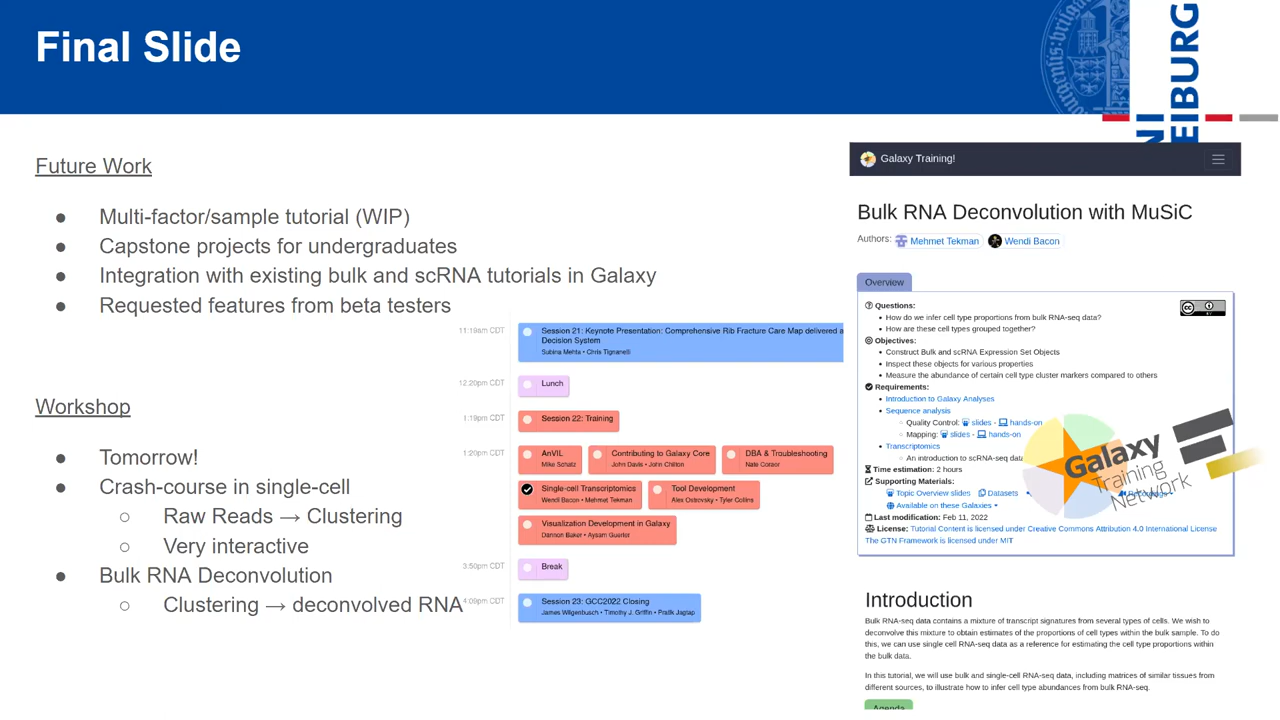 Final Slide
NI
EIBURG
Future Work
● Multi-factor/sample tutorial (WIP)
● Capstone projects for undergraduates
● Integration with existing bulk and scRNA tutorials in Galaxy
● Requested features from beta testers
Workshop
● Tomorrow!
● Crash-course in single-cell
○ Raw Reads → Clustering
○ Very interactive
● Bulk RNA Deconvolution
○ Clustering → deconvolved RNA
11:19am CDT
Session 21: Keynote Presentation: Comprehensive Rib Fracture Care Map delivered a
Decision System
Subina Mehta • Chris Tignanelli
12:20pm CDT
Lunch
1:19pm CDT
Session 22: Training
1:20pm CDT
AnVIL
Mike Schatz
Contributing to Galaxy Core
John Davis • John Chilton
DBA & Troubleshooting
Nate Coraor
Single-cell Transcriptomics
Wendi Bacon • Mehmet Tekman
Tool Development
Alex Ostrovsky • Tyler Collins
Visualization Development in Galaxy
Dannon Baker • Aysam Guerler
3:50pm CDT
Break
4:09pm CDT
Session 23: GCC2022 Closing
James Wilgenbusch • Timothy J. Griffin • Pratik Jagtap
Galaxy Training!
Bulk RNA Deconvolution with MuSiC
Authors: Mehmet Tekman Wendi Bacon
Overview
Questions:
• How do we infer cell type proportions from bulk RNA-seq data?
• How are these cell types grouped together?
Objectives:
• Construct Bulk and scRNA Expression Set Objects
• Inspect these objects for various properties
• Measure the abundance of certain cell type cluster markers compared to others
Requirements:
• Introduction to Galaxy Analyses
• Sequence analysis
Quality Control: slides - hands-on
Mapping: slides - hands-on
• Transcriptomics
An introduction to scRNA-seq data
Time estimation: 2 hours
Supporting Materials:
Topic Overview slides Datasets
Available on these Galaxies
Last modification: Feb 11, 2022
License: Tutorial Content is licensed under Creative Commons Attribution 4.0 International License
The GTN Framework is licensed under MIT
Galaxy
Training
Network
Introduction
Bulk RNA-seq data contains a mixture of transcript signatures from several types of cells. We wish to
deconvolve this mixture to obtain estimates of the proportions of cell types within the bulk sample. To do
this, we can use single cell RNA-seq data as a reference for estimating the cell type proportions within
the bulk data.
In this tutorial, we will use bulk and single-cell RNA-seq data, including matrices of similar tissues from
different sources, to illustrate how to infer cell type abundances from bulk RNA-seq.
Agenda